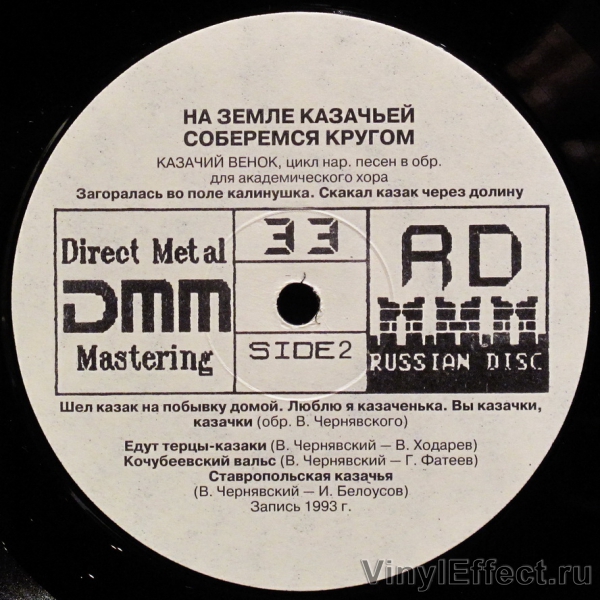 НА ЗЕМЛЕ КАЗАЧЬЕЙ
СОБЕРЕМСЯ КРУГОМ
КАЗАЧИЙ ВЕНОК, цикл нар. песен в обр.
для академического хора
Загоралась во поле калинушка. Скакал казак через долину
Direct Metal
DMM
Mastering
33
SIDE2
RD
RUSSIAN DISC
Шел казак на побывку домой. Люблю я казаченька. Вы казачки,
казачки (обр. В. Чернявского)
Едут терцы-казаки (В. Чернявский — В. Ходарев)
Кочубеевский вальс (В. Чернявский — Г. Фатеев)
Ставропольская казачья
(В. Чернявский — И. Белоусов)
Запись 1993 г.
VinylEffect.ru